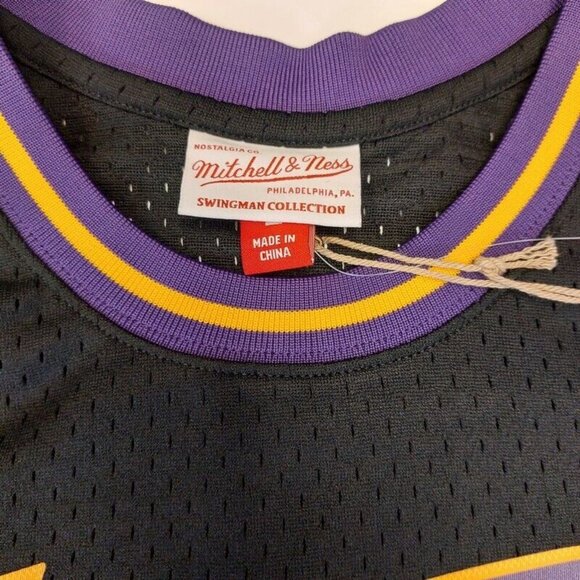 NOSTALGIA CO.
Mitchell & Ness
PHILADELPHIA, PA.
SWINGMAN COLLECTION
MADE IN
CHINA